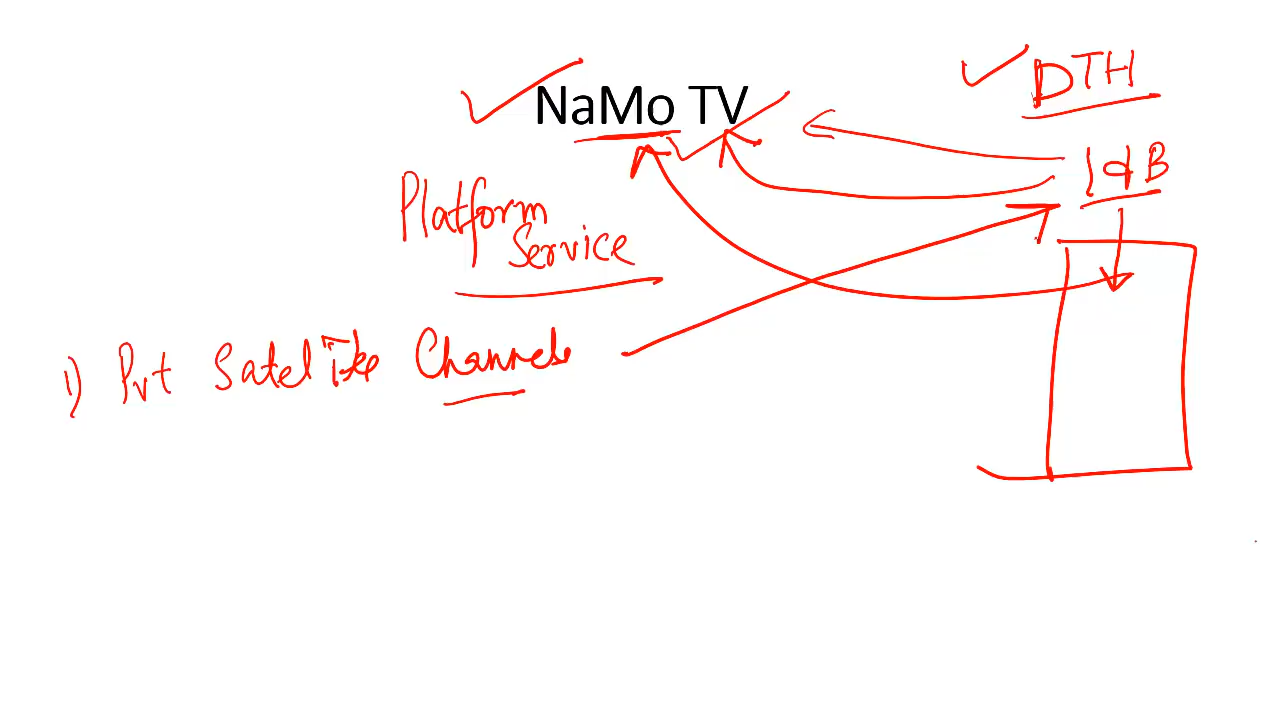 NaMo TV
DTH
I&B
Platform
Service
1) Pvt Satellite Channels